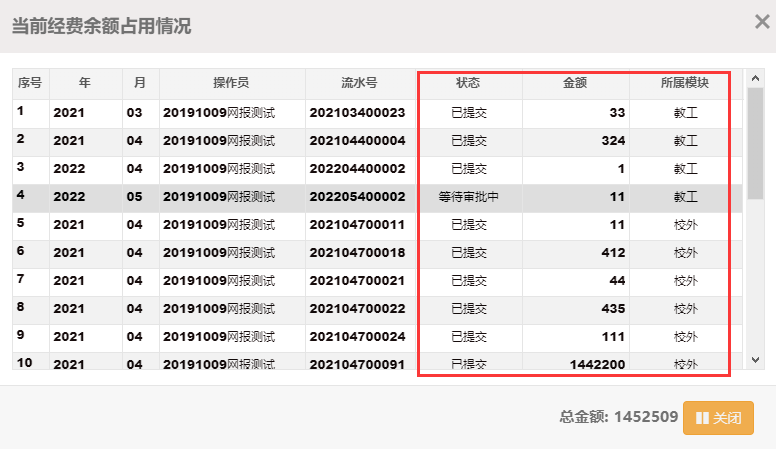 当前经费余额占用情况
序号 年 月 操作员 流水号 状态 金额 所属模块
1 2021 03 20191009网报测试 202103400023 已提交 33 教工
2 2021 04 20191009网报测试 202104400004 已提交 324 教工
3 2022 04 20191009网报测试 202204400002 已提交 1 教工
4 2022 05 20191009网报测试 202205400002 等待审批中 11 教工
5 2021 04 20191009网报测试 202104700011 已提交 11 校外
6 2021 04 20191009网报测试 202104700018 已提交 412 校外
7 2021 04 20191009网报测试 202104700021 已提交 44 校外
8 2021 04 20191009网报测试 202104700022 已提交 435 校外
9 2021 04 20191009网报测试 202104700024 已提交 111 校外
10 2021 04 20191009网报测试 202104700091 已提交 1442200 校外
总金额: 1452509 关闭